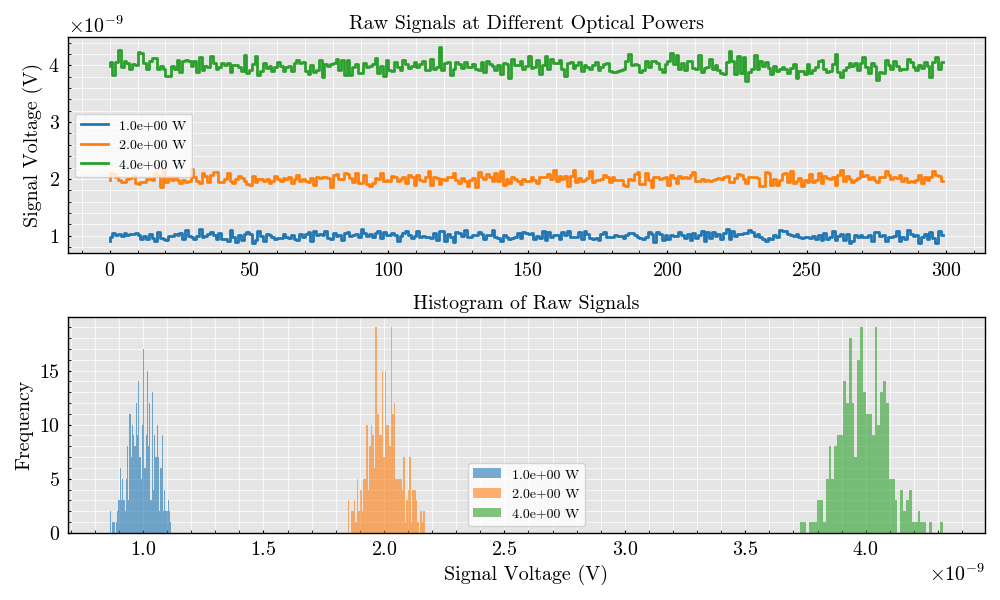 Raw Signals at Different Optical Powers
×10⁻⁹
Signal Voltage (V)
4
3
2
1
1.0e+00 W
2.0e+00 W
4.0e+00 W
0 50 100 150 200 250 300
Histogram of Raw Signals
Frequency
15
10
5
0
1.0e+00 W
2.0e+00 W
4.0e+00 W
1.0 1.5 2.0 2.5 3.0 3.5 4.0
Signal Voltage (V)
×10⁻⁹